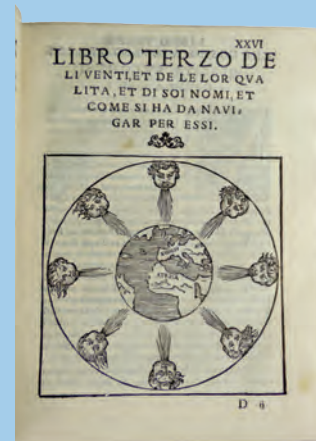 XXVI
LIBRO TERZO DE
LI VENTI, ET DE LE LOR QVA
LITA, ET DI SOI NOMI, ET
COME SI HA DA NAVI-
GAR PER ESSI.
D ii